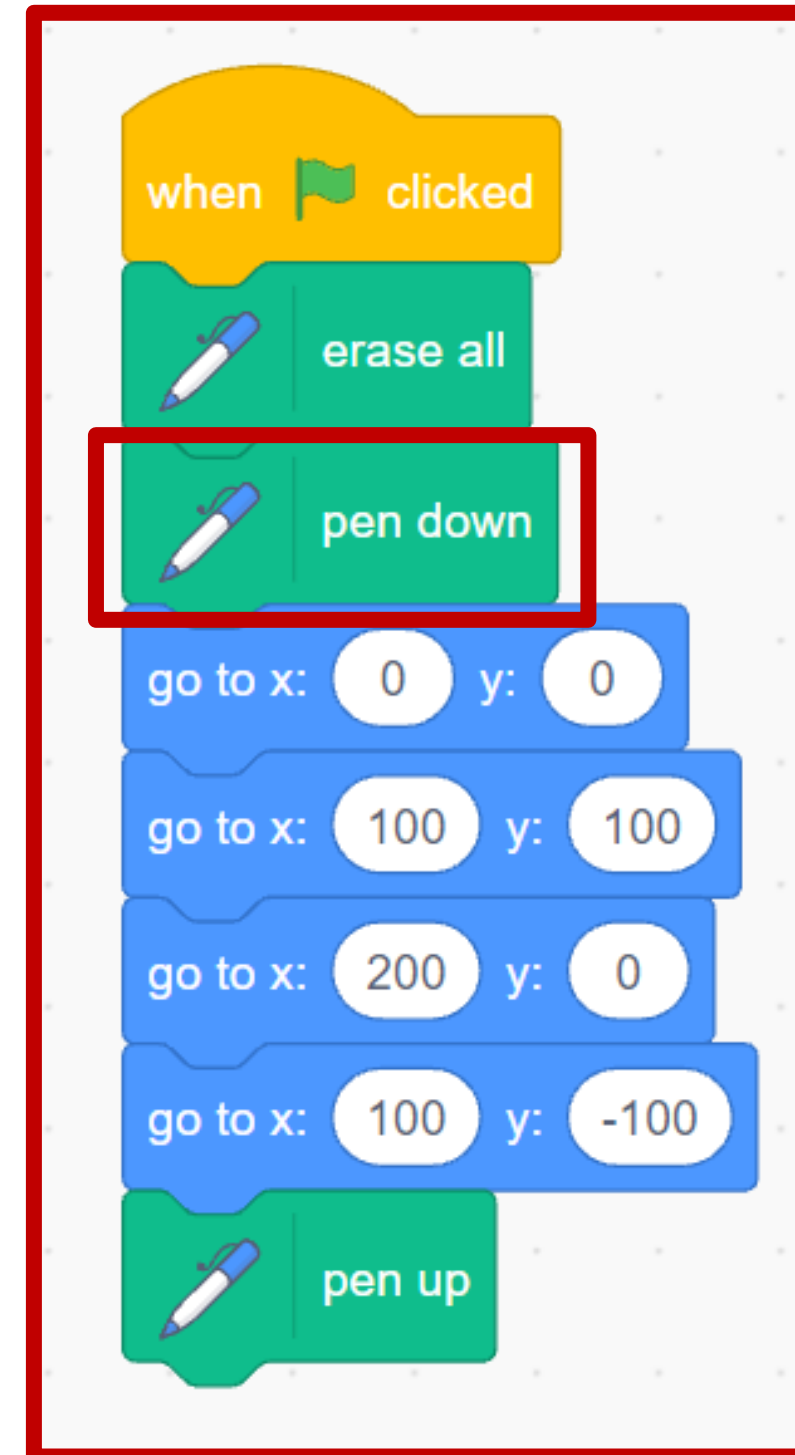 when clicked
erase all
pen down
go to x: 0 y: 0
go to x: 100 y: 100
go to x: 200 y: 0
go to x: 100 y: -100
pen up